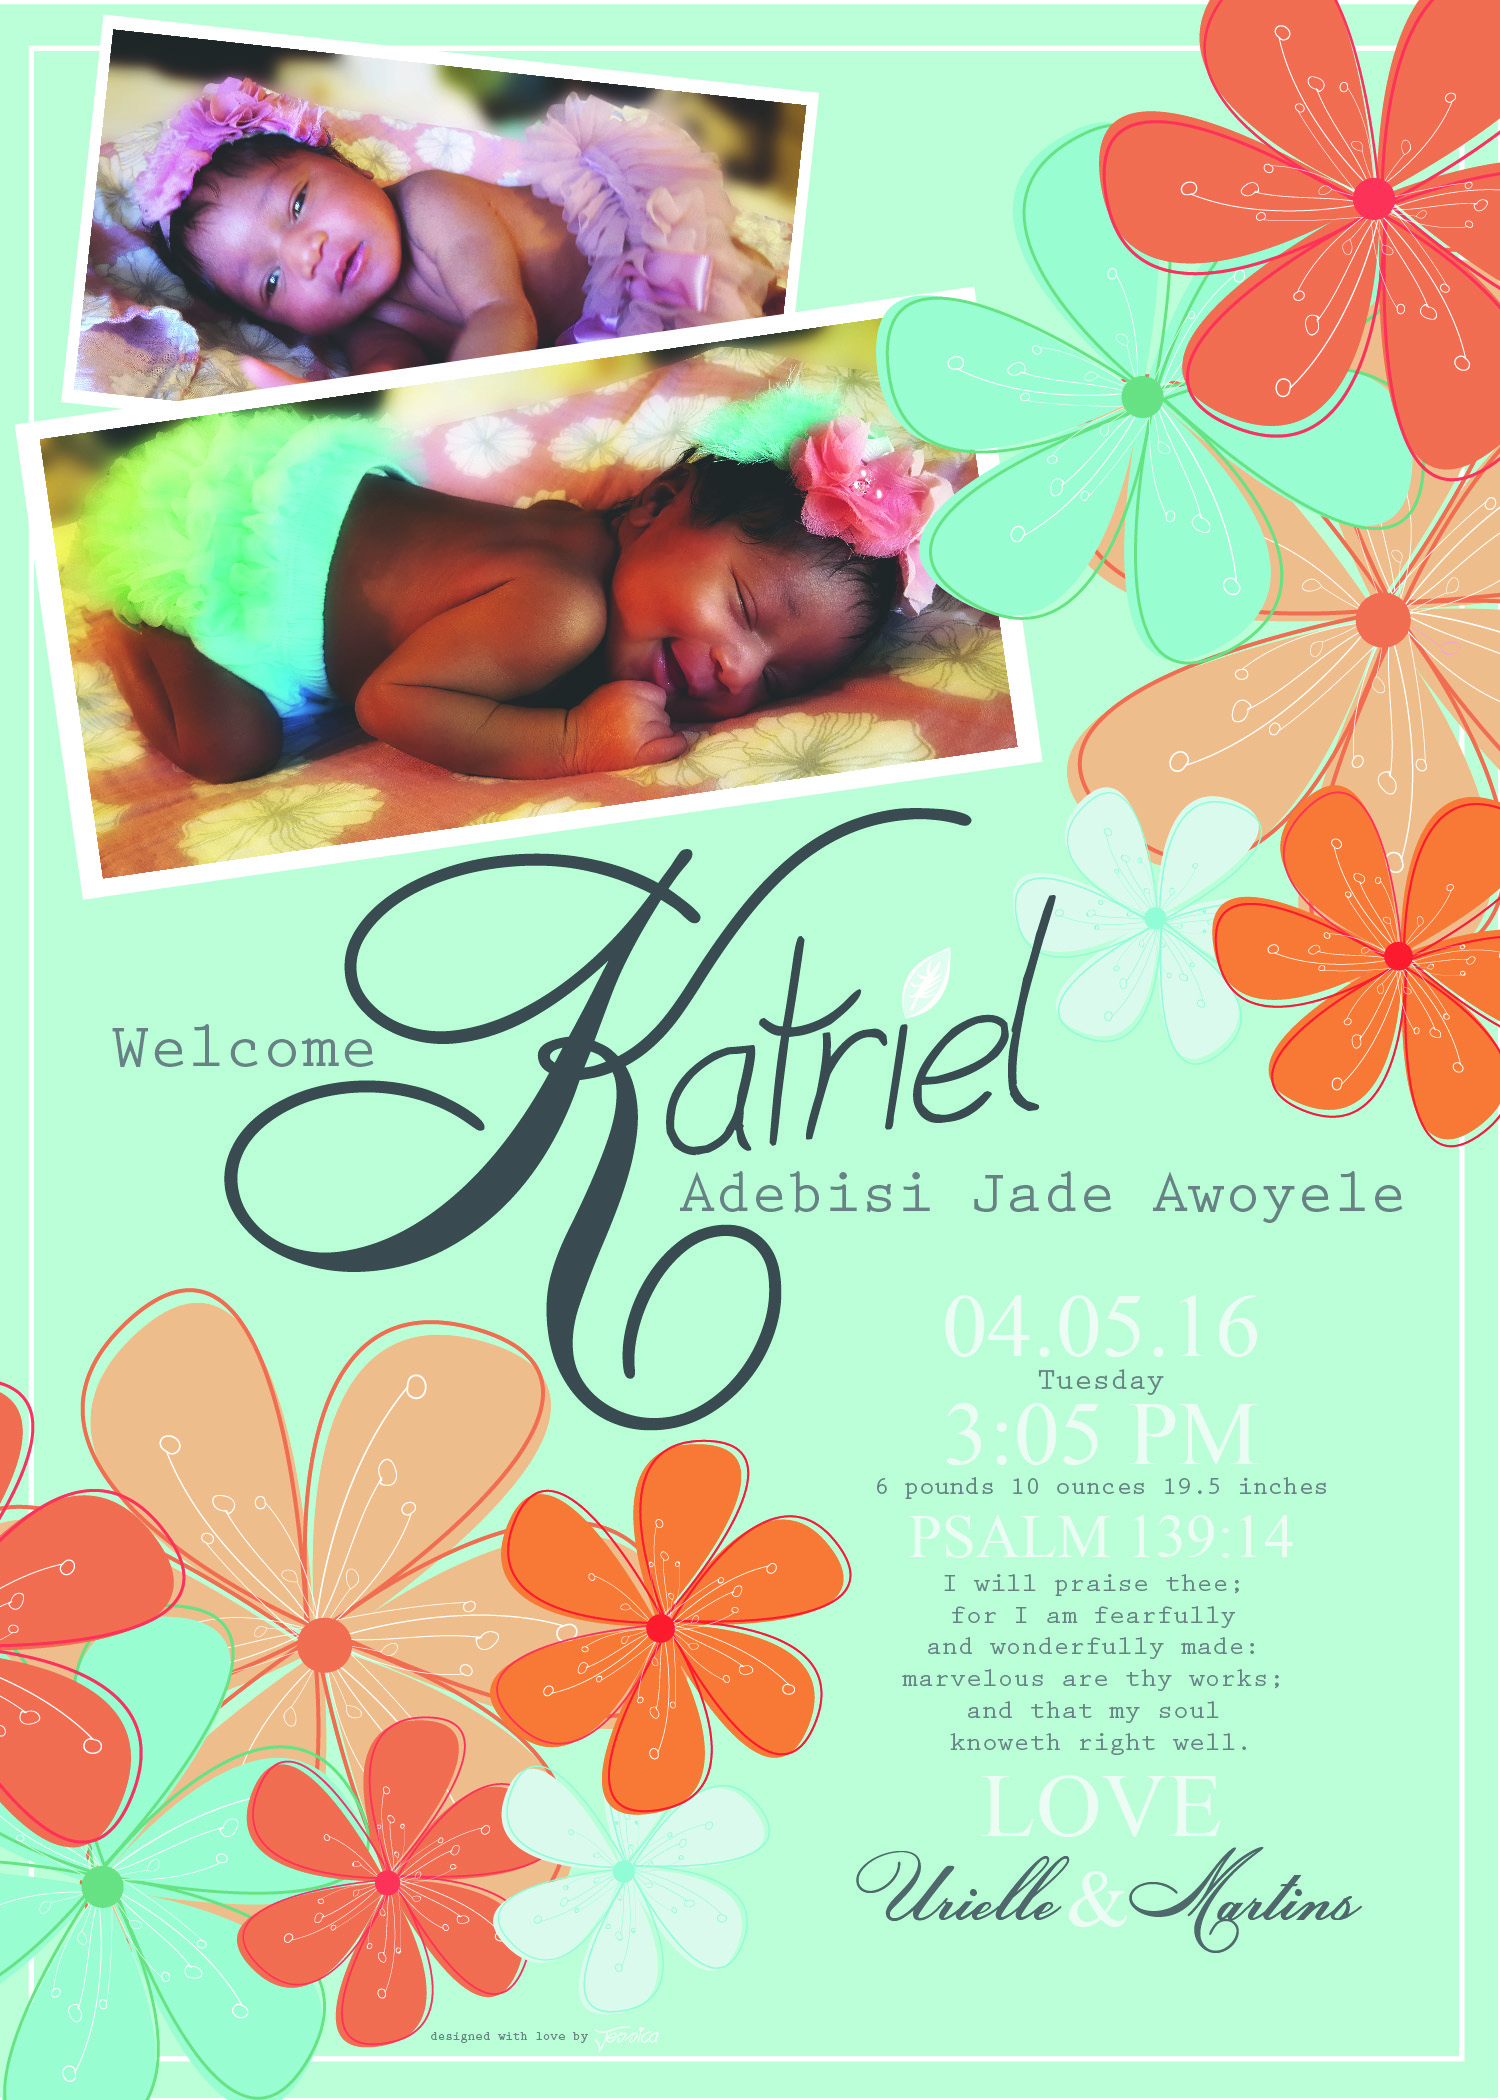 Welcome
Katriel
Adebisi Jade Awoyele
04.05.16
Tuesday
3:05 PM
6 pounds 10 ounces 19.5 inches
PSALM 139:14
I will praise thee;
for I am fearfully
and wonderfully made:
marvelous are thy works;
and that my soul
knoweth right well.
LOVE
Urielle & Martins
designed with love by Jessica